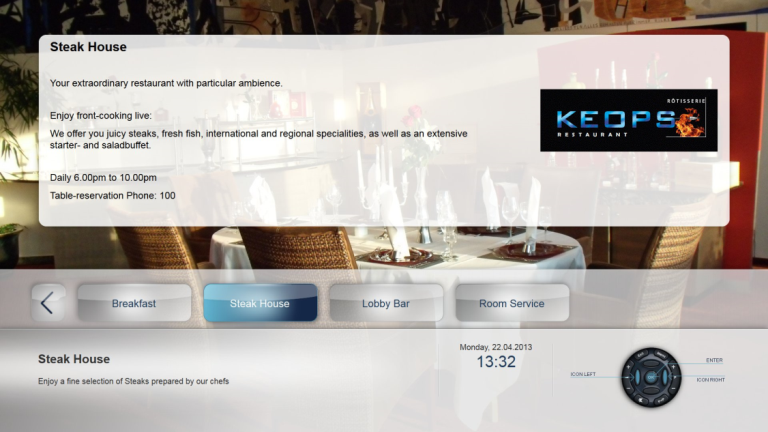 Steak House
Your extraordinary restaurant with particular ambience.
Enjoy front-cooking live:
We offer you juicy steaks, fresh fish, international and regional specialities, as well as an extensive
starter- and saladbuffet.
Daily 6.00pm to 10.00pm
Table-reservation Phone: 100
RÔTISSERIE
KEOPS
RESTAURANT
Breakfast
Steak House
Lobby Bar
Room Service
Steak House
Enjoy a fine selection of Steaks prepared by our chefs
Monday, 22.04.2013
13:32
ENTER
ICON LEFT
ICON RIGHT